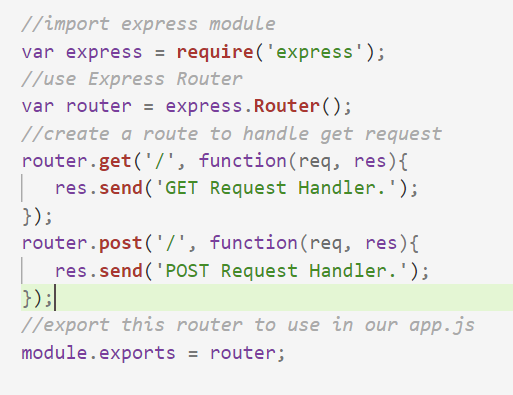 //import express module
var express = require('express');
//use Express Router
var router = express.Router();
//create a route to handle get request
router.get('/', function(req, res){
   res.send('GET Request Handler.');
});
router.post('/', function(req, res){
   res.send('POST Request Handler.');
});
//export this router to use in our app.js
module.exports = router;